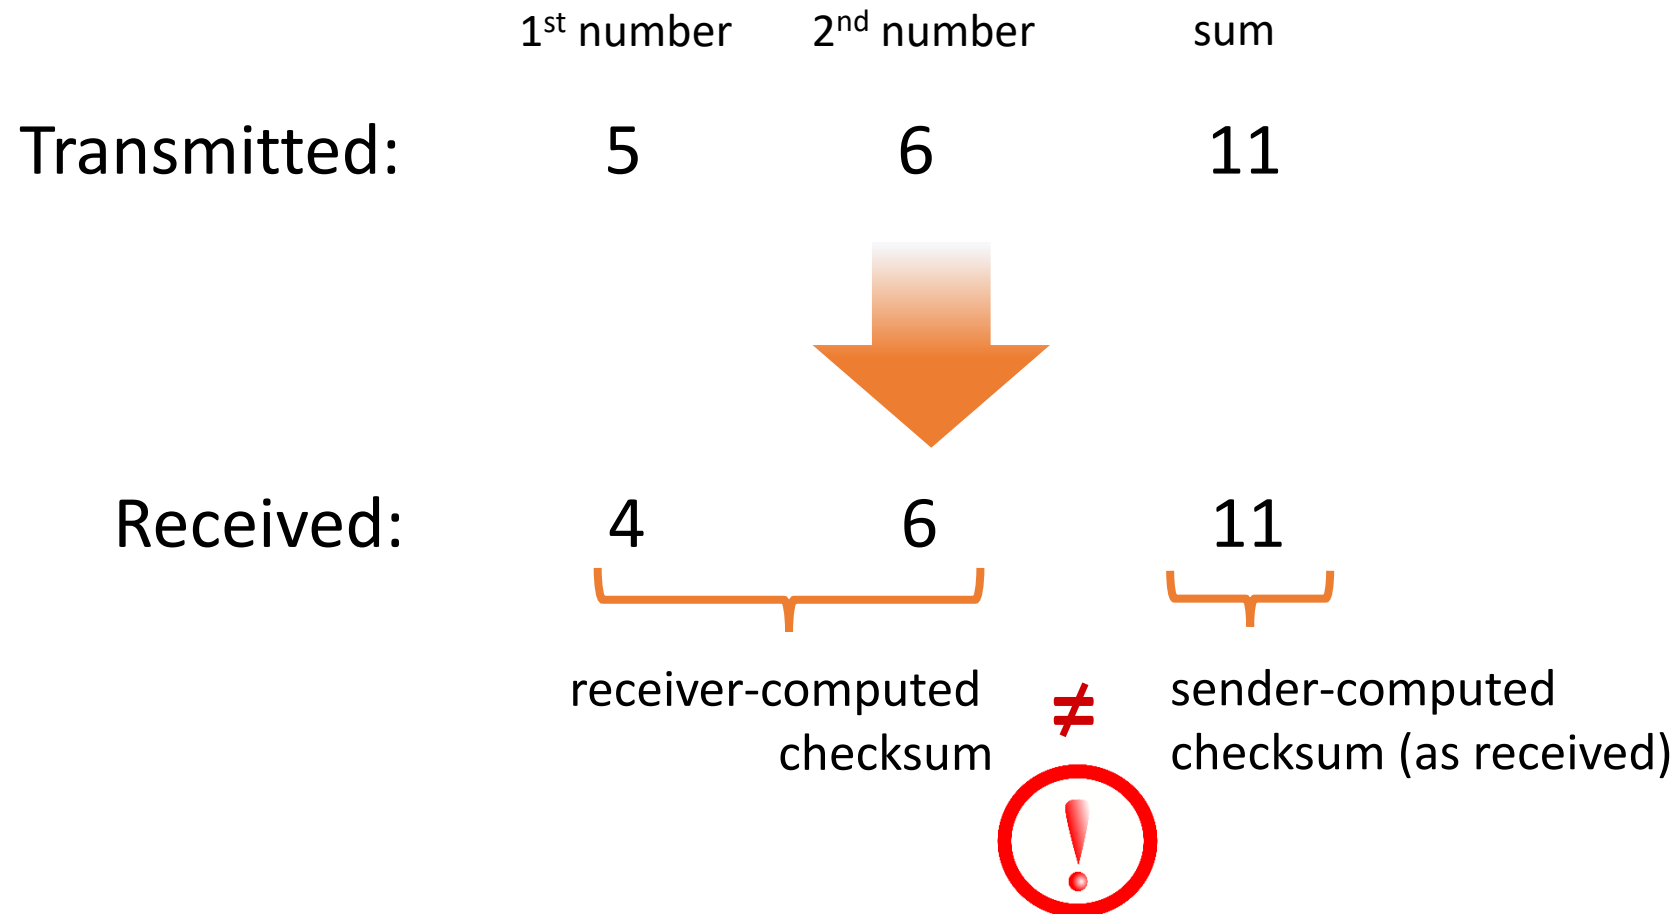 1st number 2nd number sum
Transmitted: 5 6 11
Received: 4 6 11
receiver-computed ≠ sender-computed
checksum checksum (as received)
!